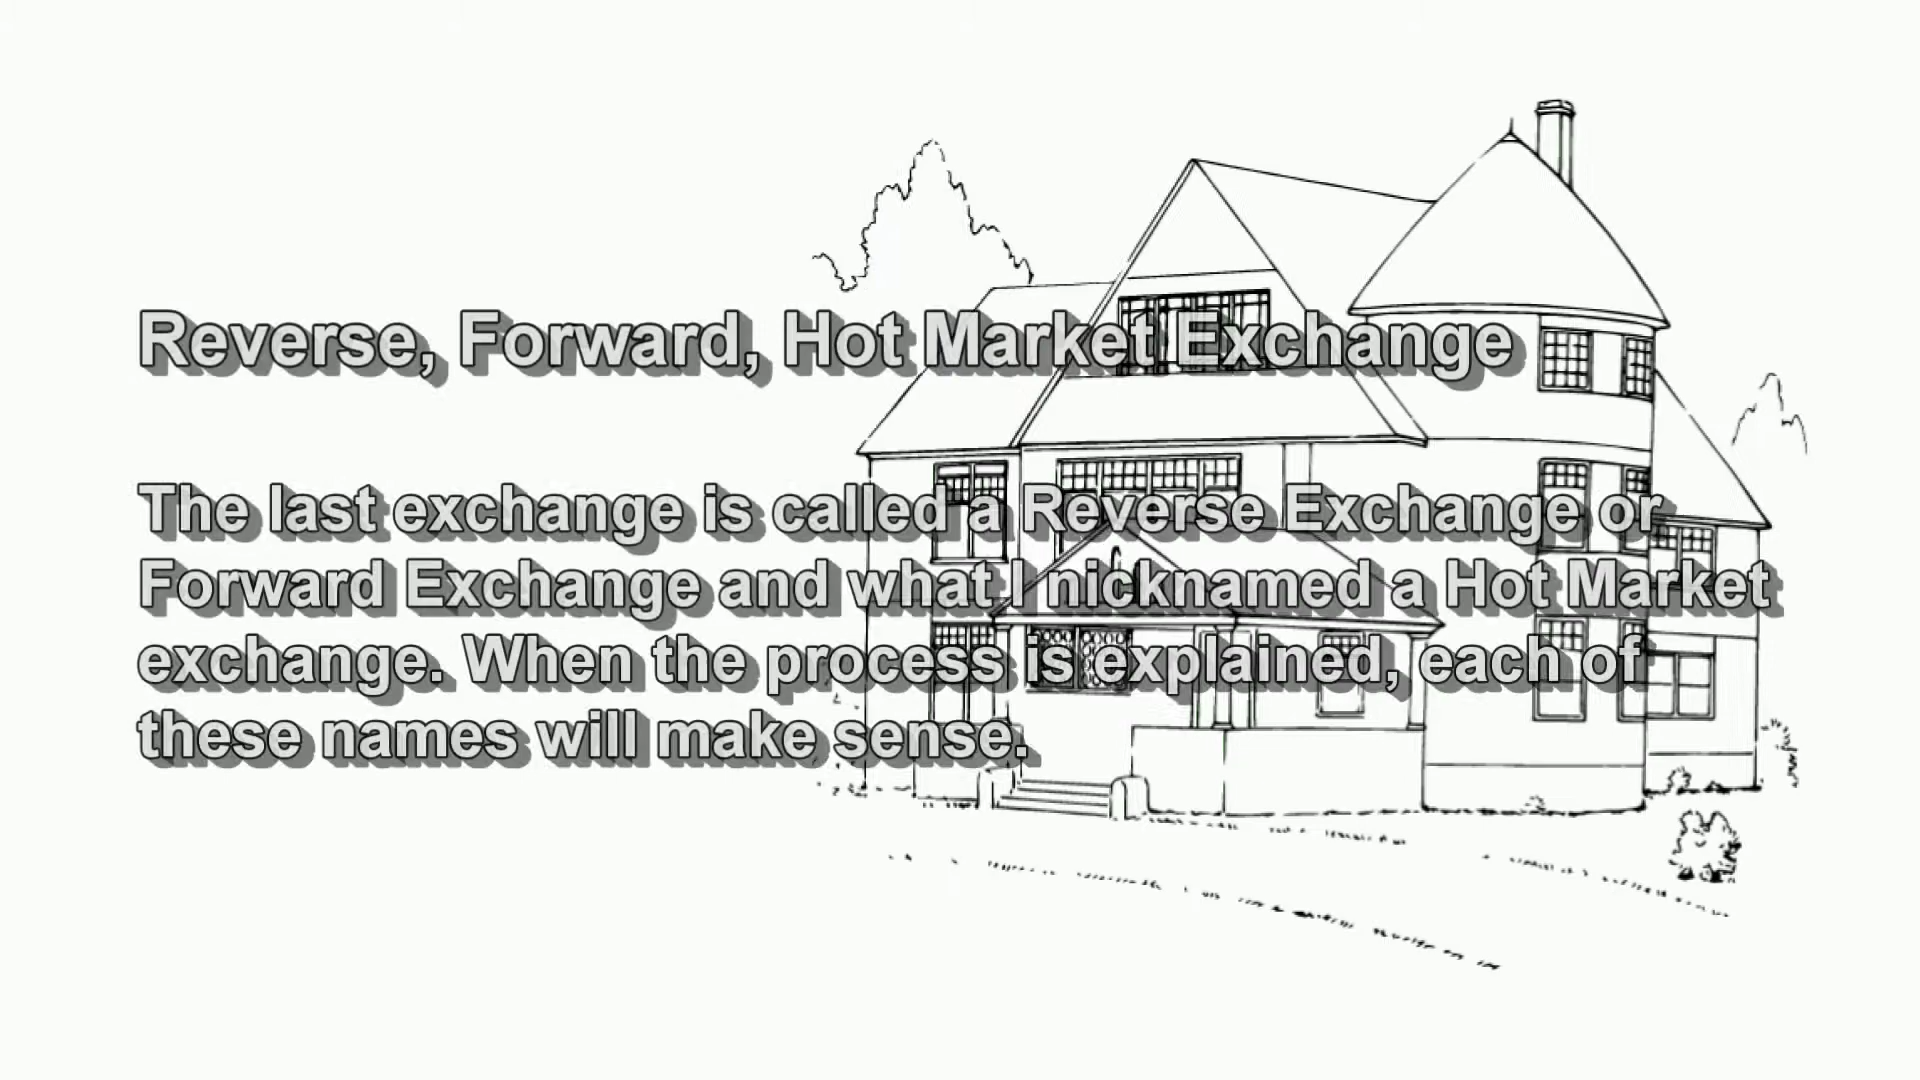 Reverse, Forward, Hot Market Exchange
The last exchange is called a Reverse Exchange or
Forward Exchange and what I nicknamed a Hot Market
exchange. When the process is explained, each of
these names will make sense.